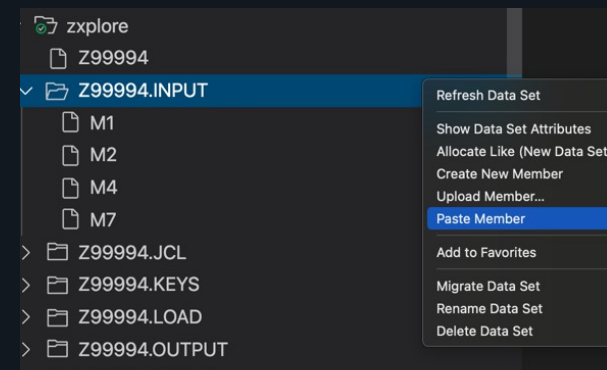 zxplore
Z99994
Z99994.INPUT
M1
M2
M4
M7
Z99994.JCL
Z99994.KEYS
Z99994.LOAD
Z99994.OUTPUT
Refresh Data Set
Show Data Set Attributes
Allocate Like (New Data Set
Create New Member
Upload Member...
Paste Member
Add to Favorites
Migrate Data Set
Rename Data Set
Delete Data Set